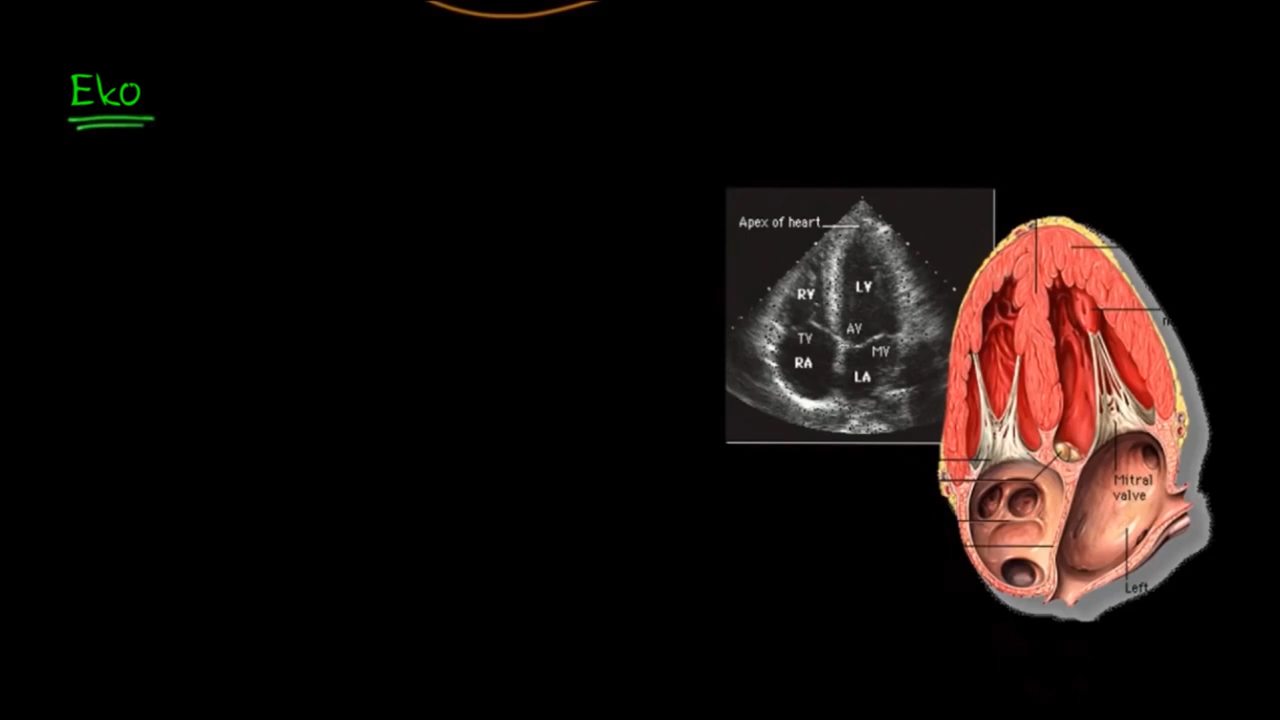 Eko
Apex of heart
RV
LV
TV
AV
MV
RA
LA
Mitral
valve
Left